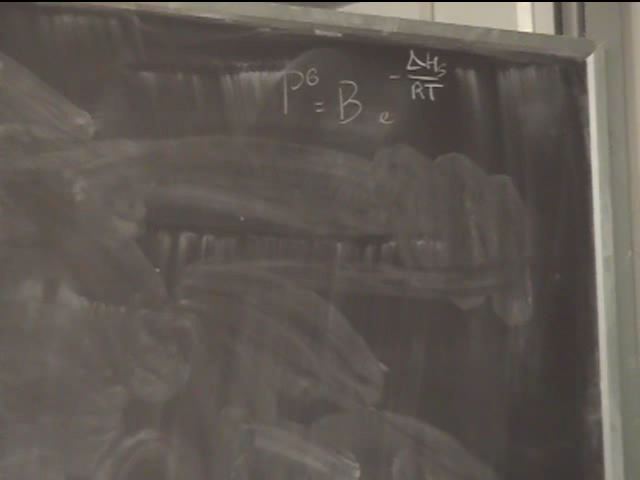 P^G = B e^{-ΔH_S/RT}